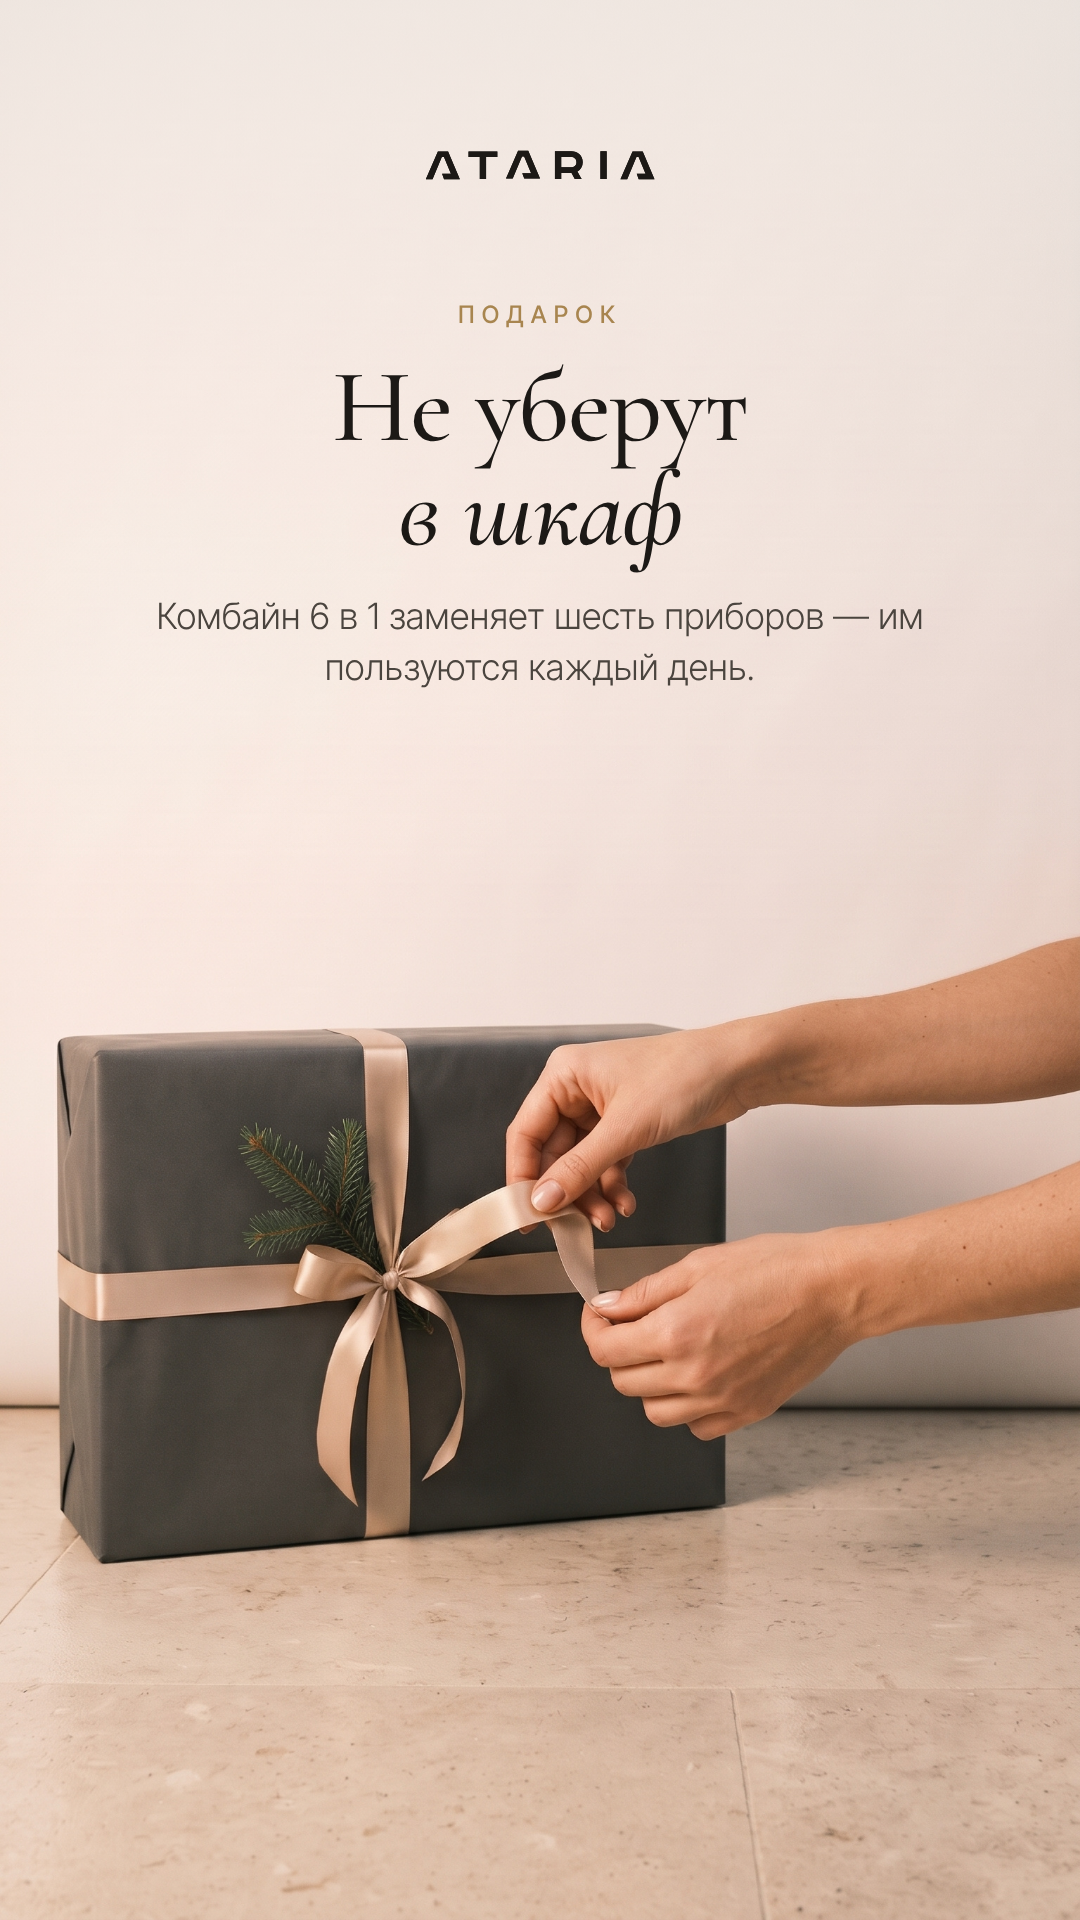 ATARIA
ПОДАРОК
Не уберут
в шкаф
Комбайн 6 в 1 заменяет шесть приборов — им
пользуются каждый день.